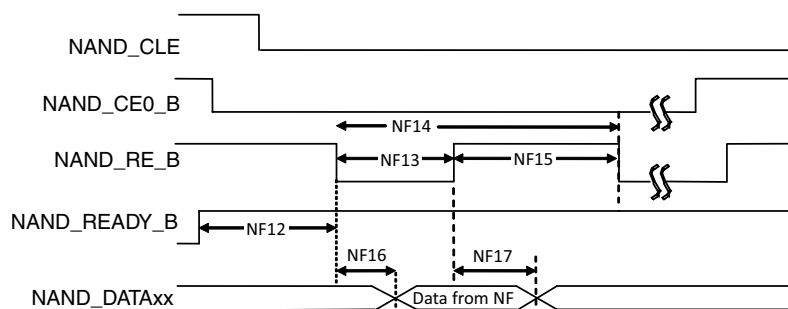 NAND_CLE
NAND_CE0_B
NF14
NAND_RE_B
NF13
NF15
NAND_READY_B
NF12
NF16
NF17
NAND_DATAxx
Data from NF